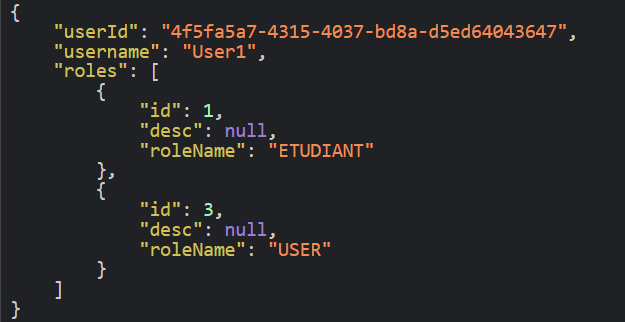 {
    "userId": "4f5fa5a7-4315-4037-bd8a-d5ed64043647",
    "username": "User1",
    "roles": [
        {
            "id": 1,
            "desc": null,
            "roleName": "ETUDIANT"
        },
        {
            "id": 3,
            "desc": null,
            "roleName": "USER"
        }
    ]
}